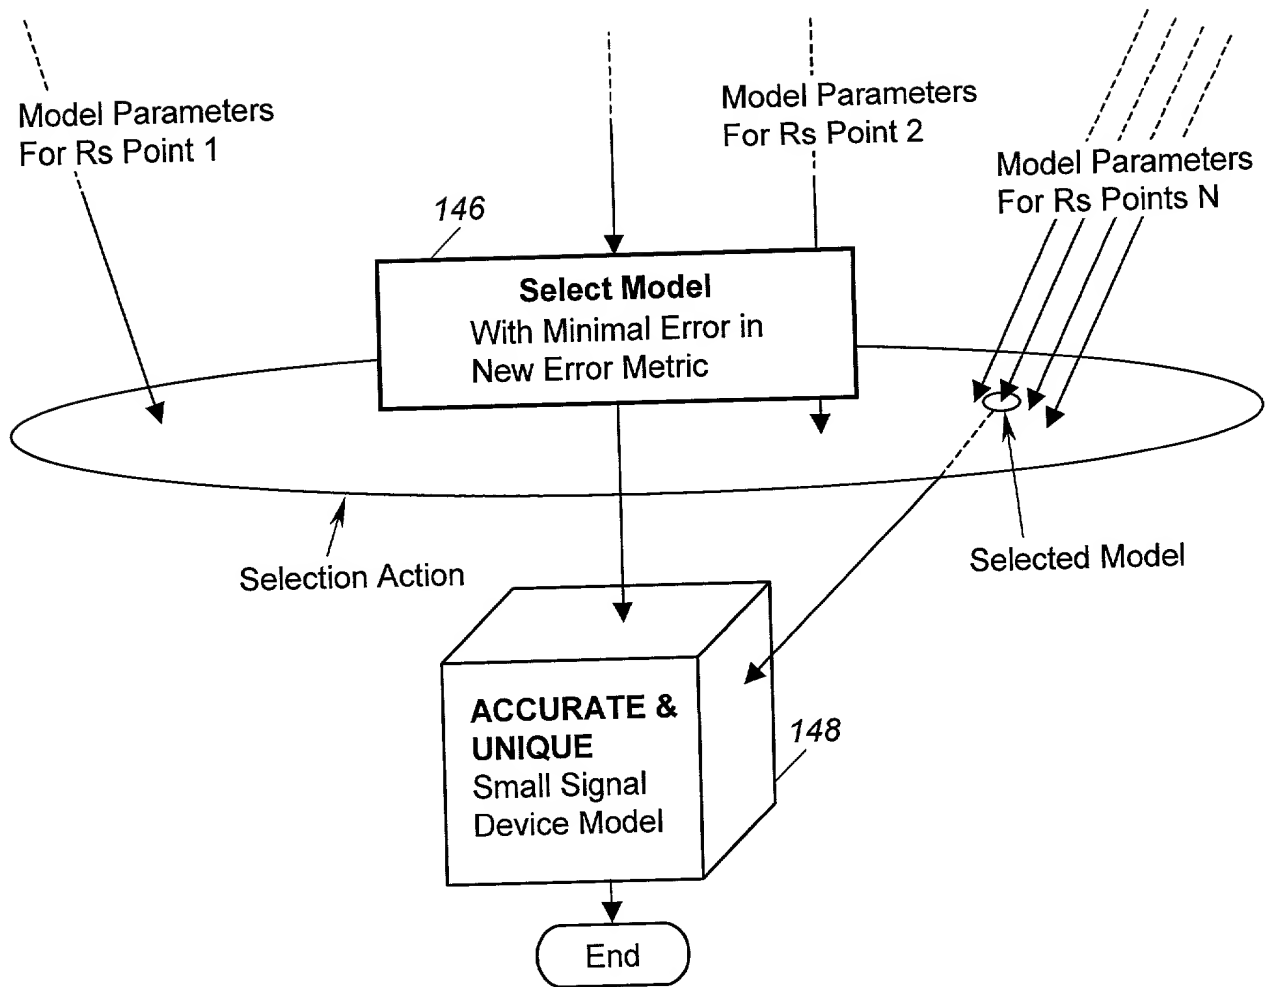 Model Parameters
For Rs Point 1
Model Parameters
For Rs Point 2
Model Parameters
For Rs Points N
146
Select Model
With Minimal Error in
New Error Metric
Selection Action
Selected Model
ACCURATE &
UNIQUE
Small Signal
Device Model
148
End